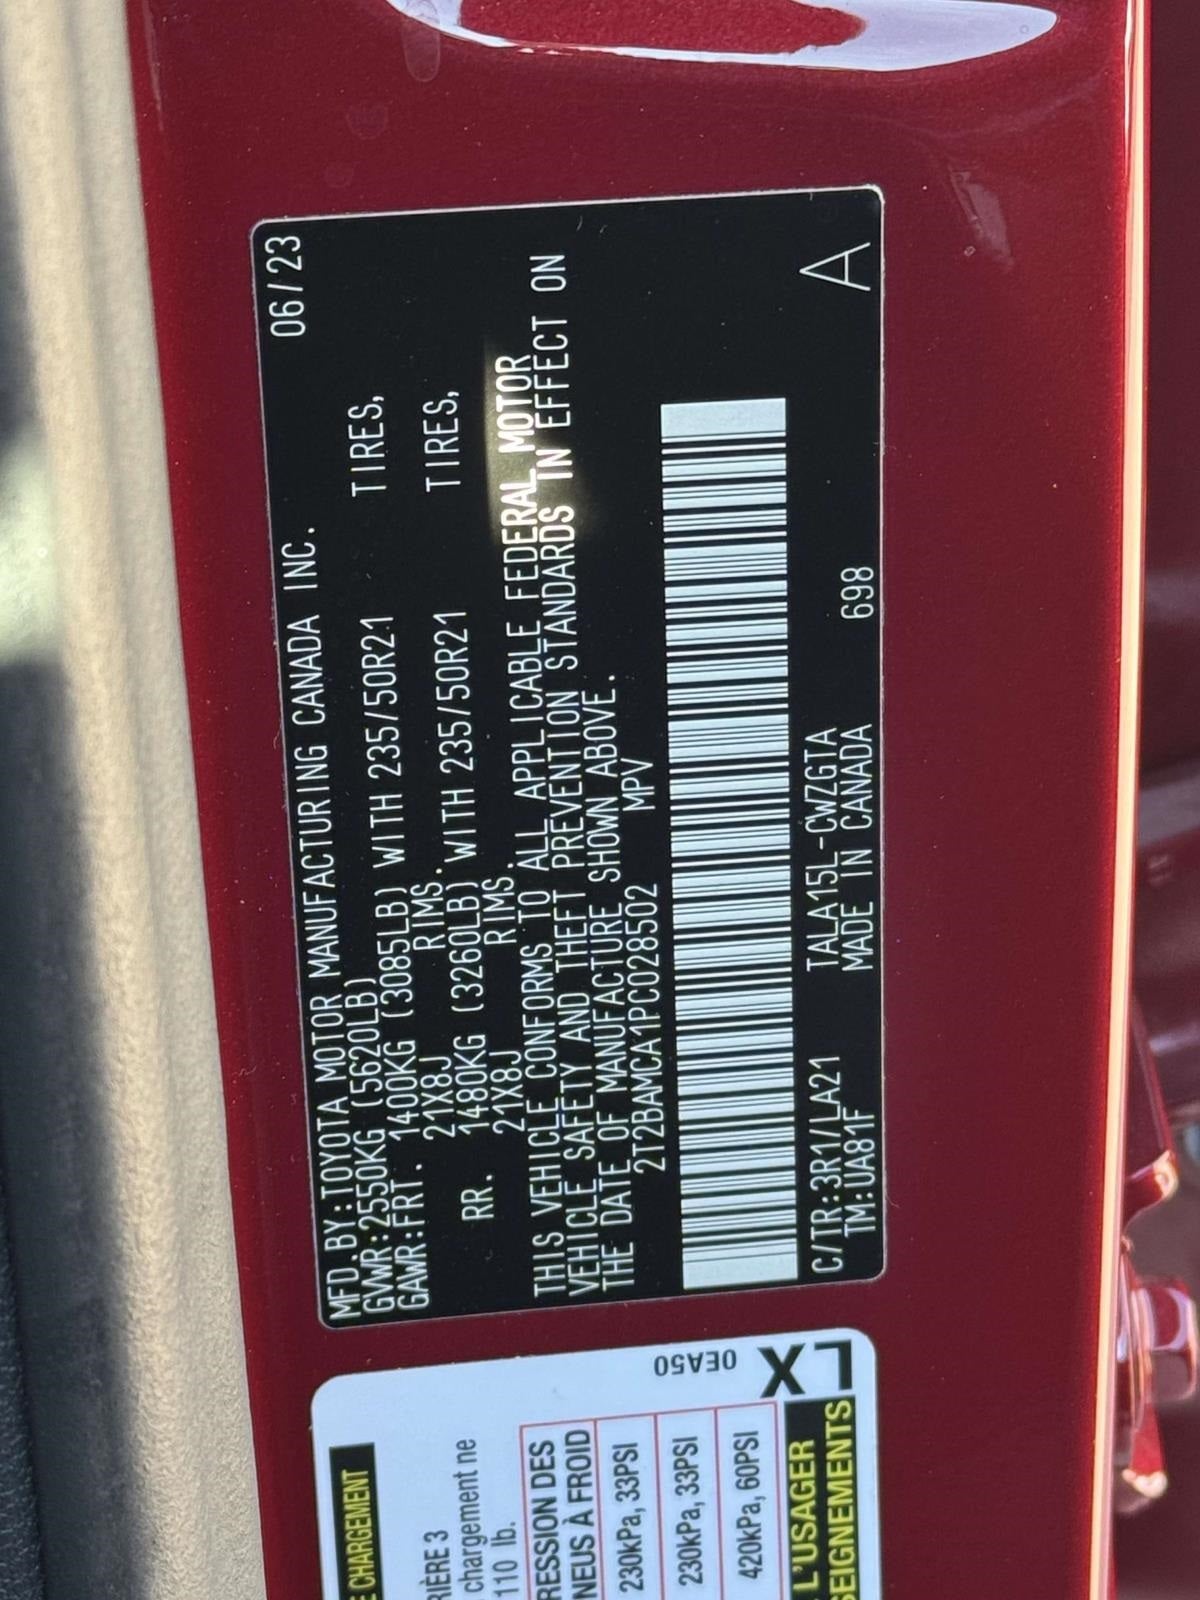 MFD.BY:TOYOTA MOTOR MANUFACTURING CANADA INC. 06/23
GVWR:2550KG (5620LB)
GAWR:FRT. 1400KG (3085LB) WITH 235/50R21 TIRES,
21X8J RIMS.
RR. 1480KG (3260LB) WITH 235/50R21 TIRES,
21X8J RIMS.
THIS VEHICLE CONFORMS TO ALL APPLICABLE FEDERAL MOTOR
VEHICLE SAFETY AND THEFT PREVENTION STANDARDS IN EFFECT ON
THE DATE OF MANUFACTURE SHOWN ABOVE.
2T2BAMCA1PC028502 MPV
C/TR:3R1/LA21 TALA15L-CWZGTA A
TM:UA81F MADE IN CANADA 698
E CHARGEMENT
RIÈRE 3
chargement ne
110 lb.
RESSION DES
NEUS À FROID
230kPa, 33PSI
230kPa, 33PSI
420kPa, 60PSI
L'USAGER
SEIGNEMENTS
0EA50
LX